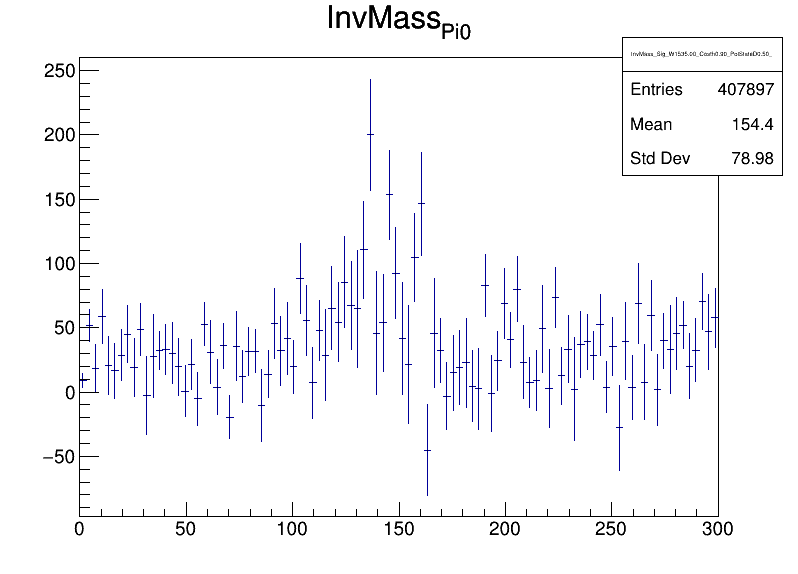 InvMass_Pi0
InvMass_Sig_W1535.00_Costh0.90_PolStateD0.50_
Entries 407897
Mean 154.4
Std Dev 78.98
250
200
150
100
50
0
−50
0 50 100 150 200 250 300